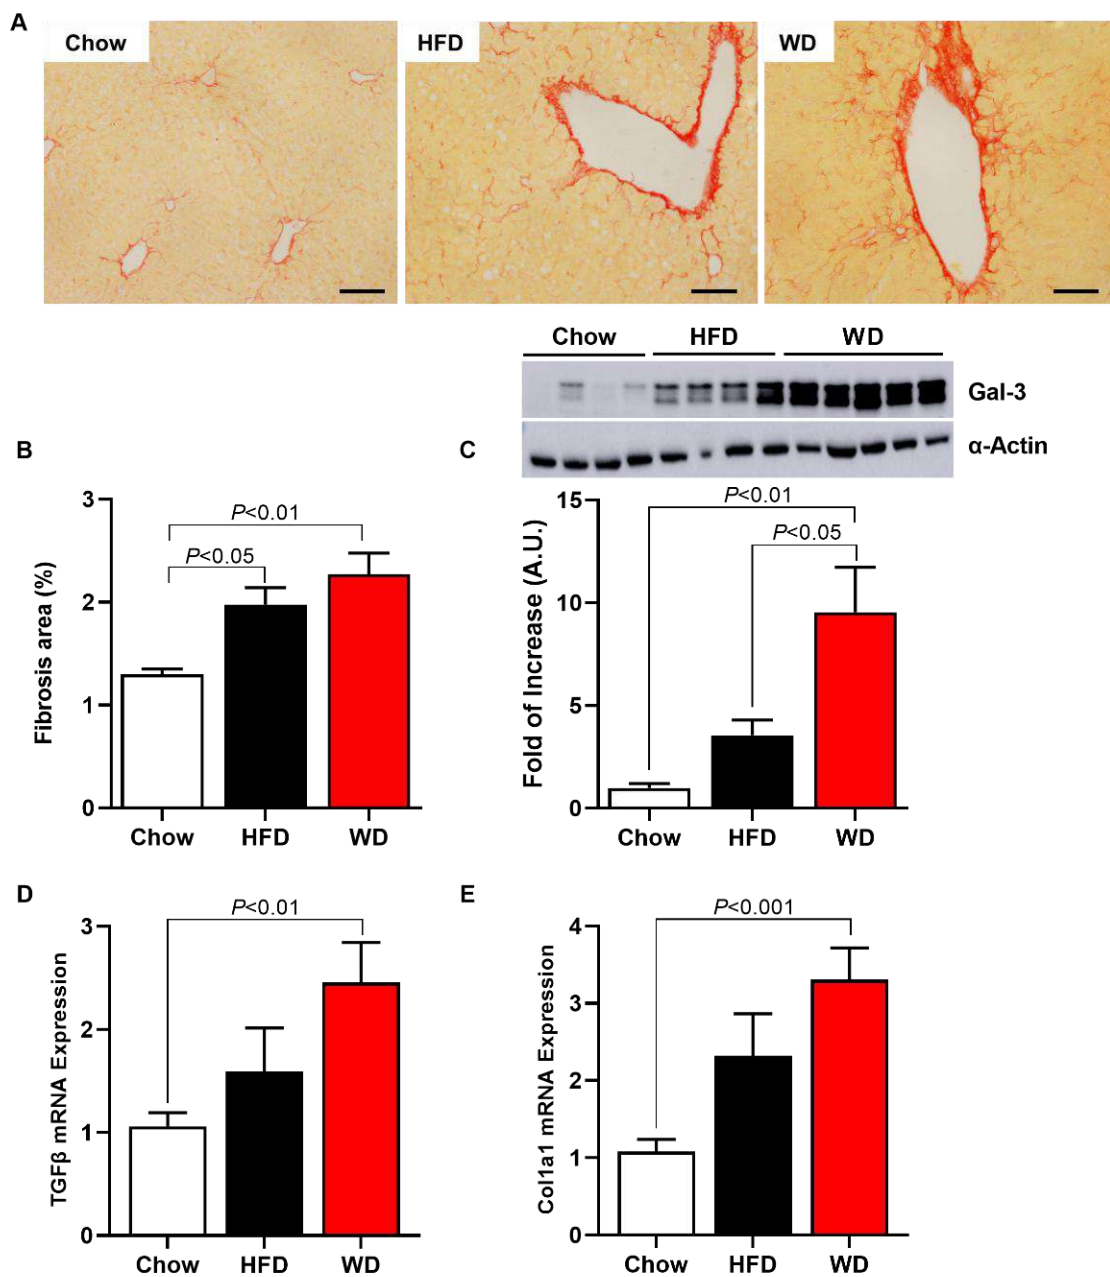 A
Chow
HFD
WD
Chow
HFD
WD
Gal-3
α-Actin
B
Fibrosis area (%)
3
2
1
0
P<0.01
P<0.05
Chow
HFD
WD
C
Fold of Increase (A.U.)
15
10
5
0
P<0.01
P<0.05
Chow
HFD
WD
D
TGFβ mRNA Expression
3
2
1
0
P<0.01
Chow
HFD
WD
E
Col1a1 mRNA Expression
4
3
2
1
0
P<0.001
Chow
HFD
WD